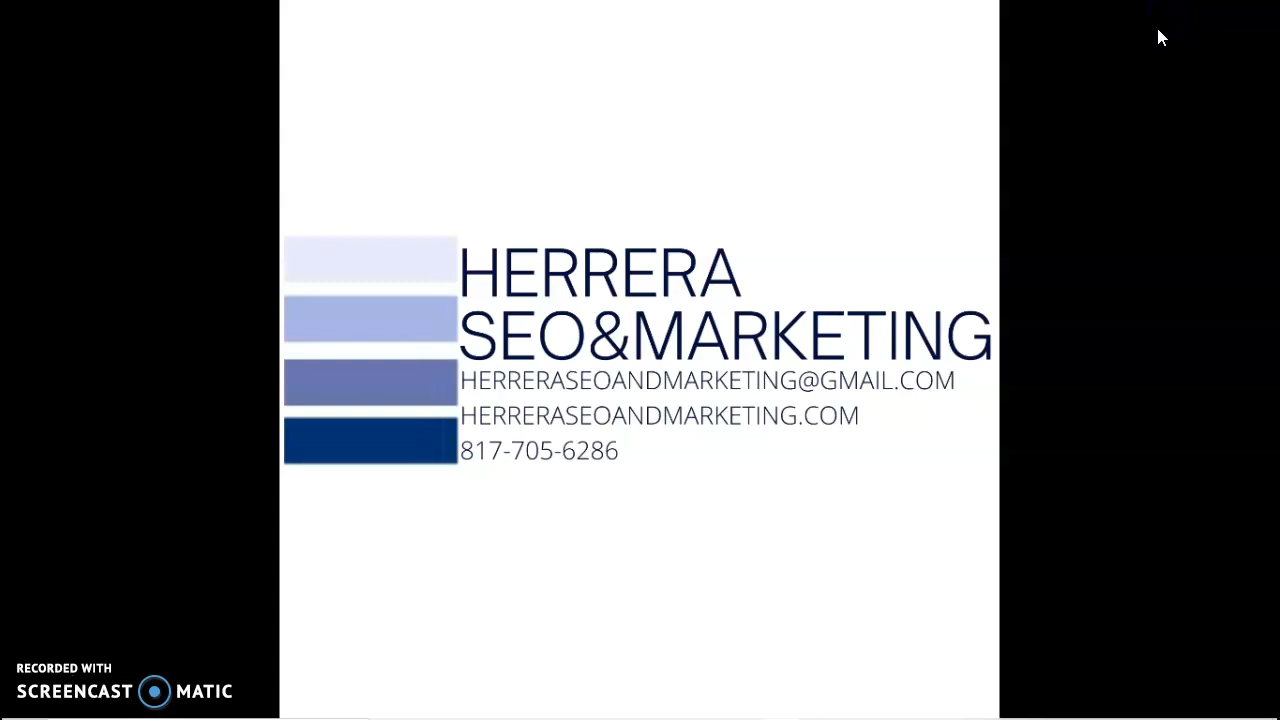 HERRERA
SEO&MARKETING
HERRERASEOANDMARKETING@GMAIL.COM
HERRERASEOANDMARKETING.COM
817-705-6286
RECORDED WITH
SCREENCAST MATIC